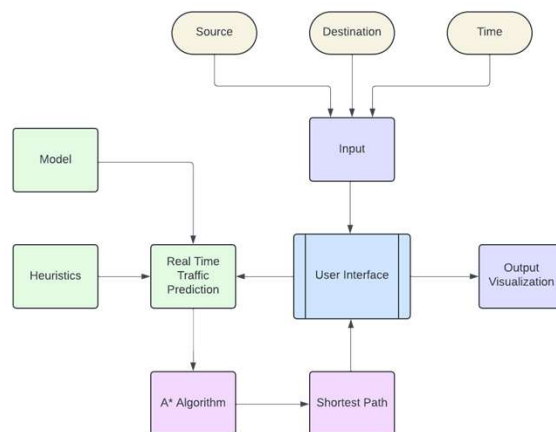 Source
Destination
Time
Model
Input
Heuristics
Real Time
Traffic
Prediction
User Interface
Output
Visualization
A* Algorithm
Shortest Path